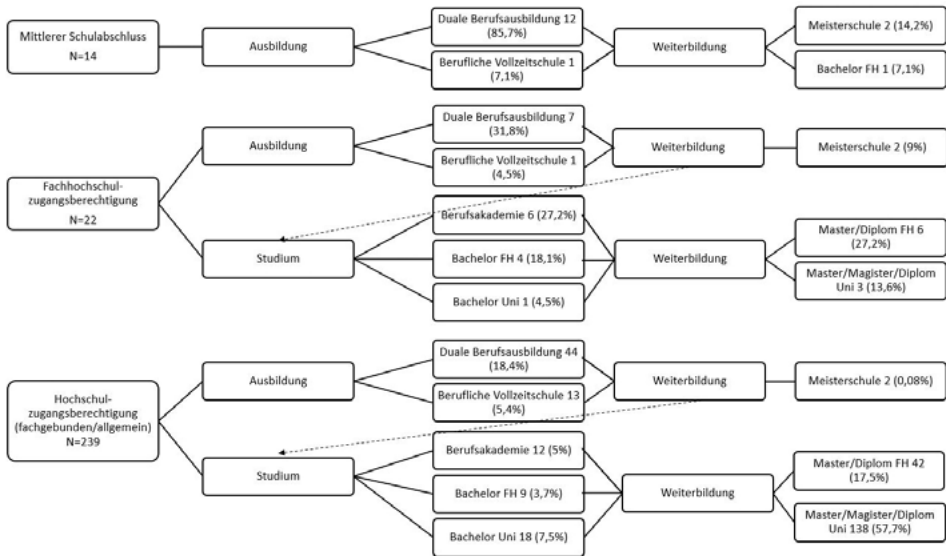 Mittlerer Schulabschluss
N=14
Ausbildung
Duale Berufsausbildung 12
(85,7%)
Berufliche Vollzeitschule 1
(7,1%)
Weiterbildung
Meisterschule 2 (14,2%)
Bachelor FH 1 (7,1%)
Fachhochschul-
zugangsberechtigung
N=22
Ausbildung
Duale Berufsausbildung 7
(31,8%)
Berufliche Vollzeitschule 1
(4,5%)
Weiterbildung
Meisterschule 2 (9%)
Studium
Berufsakademie 6 (27,2%)
Bachelor FH 4 (18,1%)
Bachelor Uni 1 (4,5%)
Weiterbildung
Master/Diplom FH 6
(27,2%)
Master/Magister/Diplom
Uni 3 (13,6%)
Hochschul-
zugangsberechtigung
(fachgebunden/allgemein)
N=239
Ausbildung
Duale Berufsausbildung 44
(18,4%)
Berufliche Vollzeitschule 13
(5,4%)
Weiterbildung
Meisterschule 2 (0,08%)
Studium
Berufsakademie 12 (5%)
Bachelor FH 9 (3,7%)
Bachelor Uni 18 (7,5%)
Weiterbildung
Master/Diplom FH 42
(17,5%)
Master/Magister/Diplom
Uni 138 (57,7%)